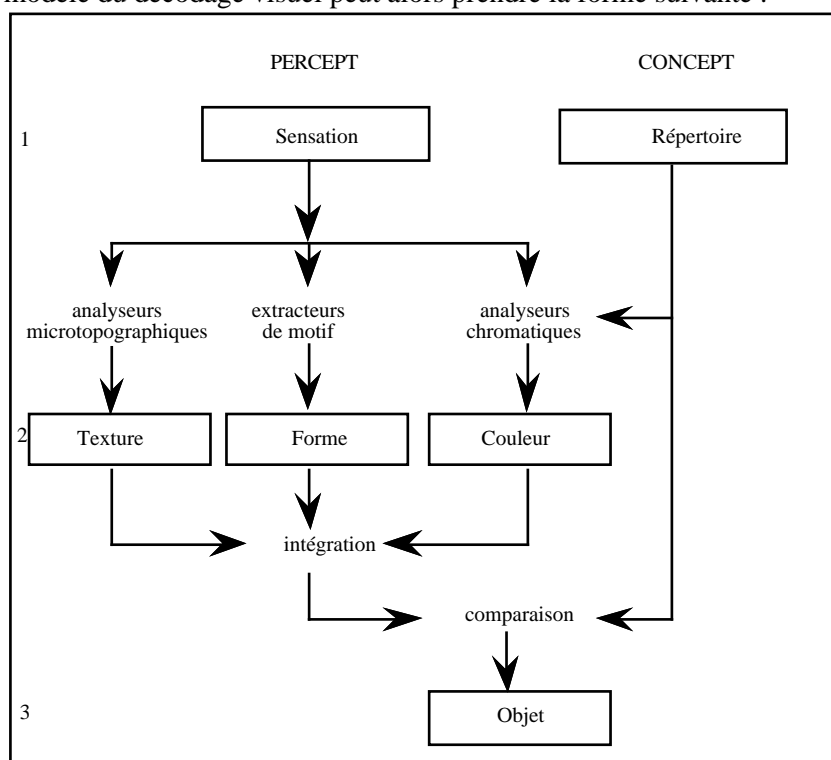 modèle du décodage visuel peut alors prendre la forme suivante :
PERCEPT CONCEPT
1 Sensation Répertoire
analyseurs extracteurs analyseurs
microtopographiques de motif chromatiques
2 Texture Forme Couleur
intégration
comparaison
3 Objet